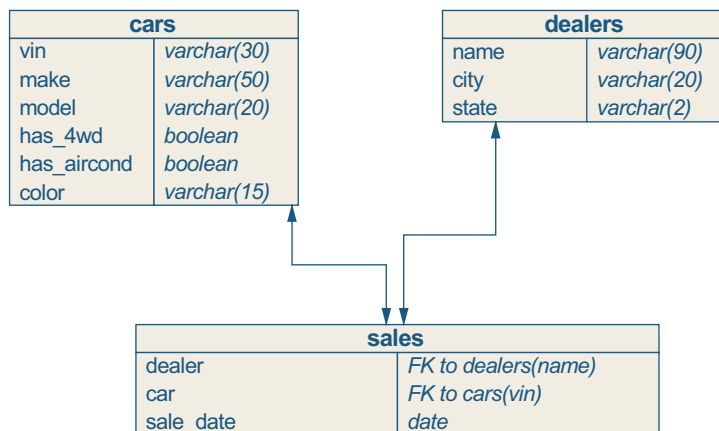 cars
vin varchar(30)
make varchar(50)
model varchar(20)
has_4wd boolean
has_aircond boolean
color varchar(15)
dealers
name varchar(90)
city varchar(20)
state varchar(2)
sales
dealer FK to dealers(name)
car FK to cars(vin)
sale_date date